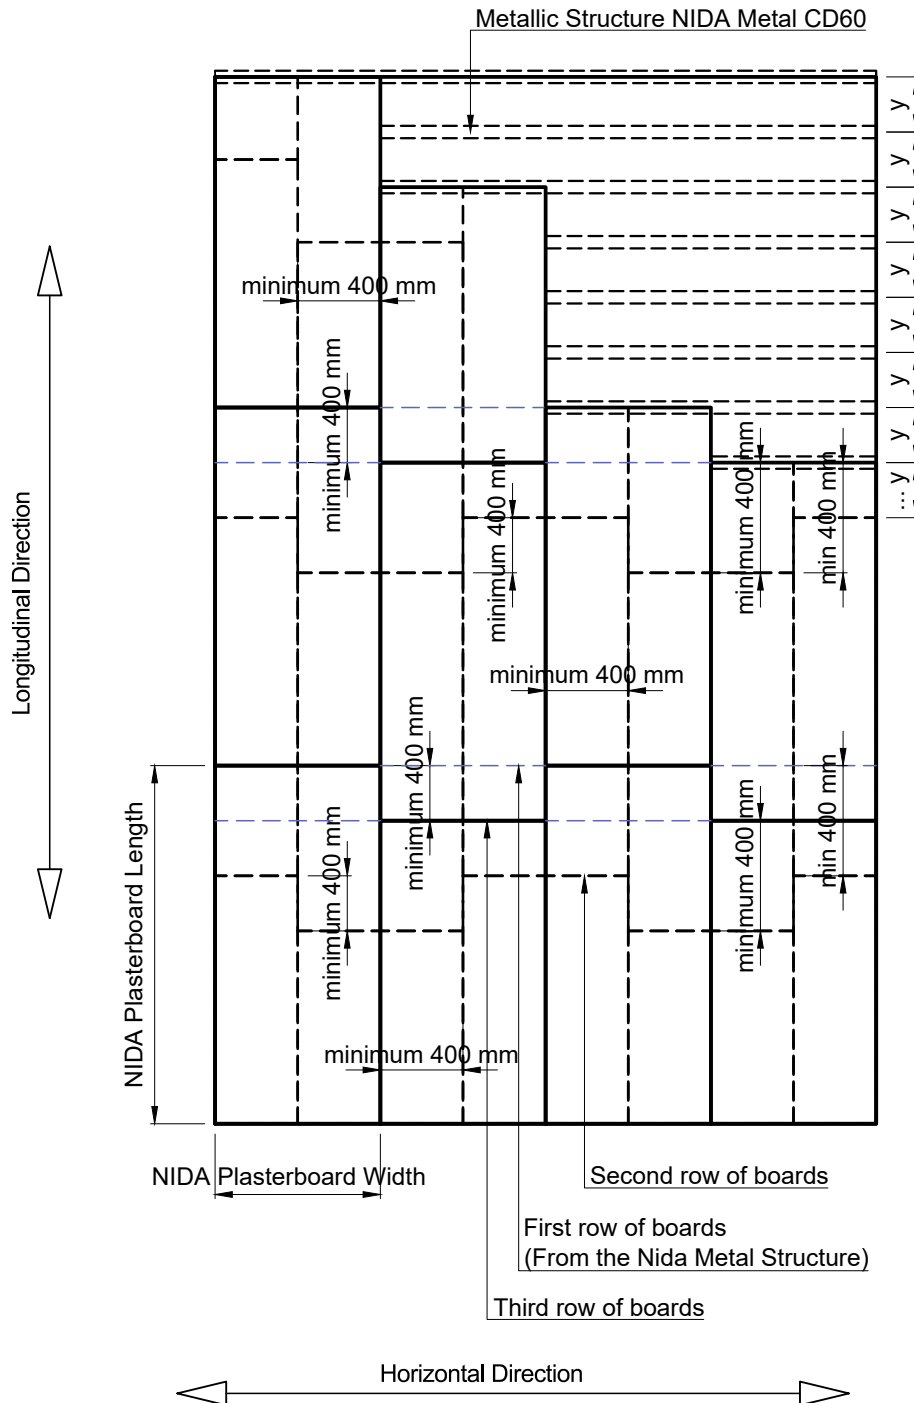 Metallic Structure NIDA Metal CD60
y
y
y
y
y
y
y
... y
minimum 400 mm
minimum 400 mm
minimum 400 mm
minimum 400 mm
min 400 mm
Longitudinal Direction
minimum 400 mm
minimum 400 mm
min 400 mm
NIDA Plasterboard Length
minimum 400 mm
minimum 400 mm
minimum 400 mm
NIDA Plasterboard Width
Second row of boards
First row of boards
(From the Nida Metal Structure)
Third row of boards
Horizontal Direction